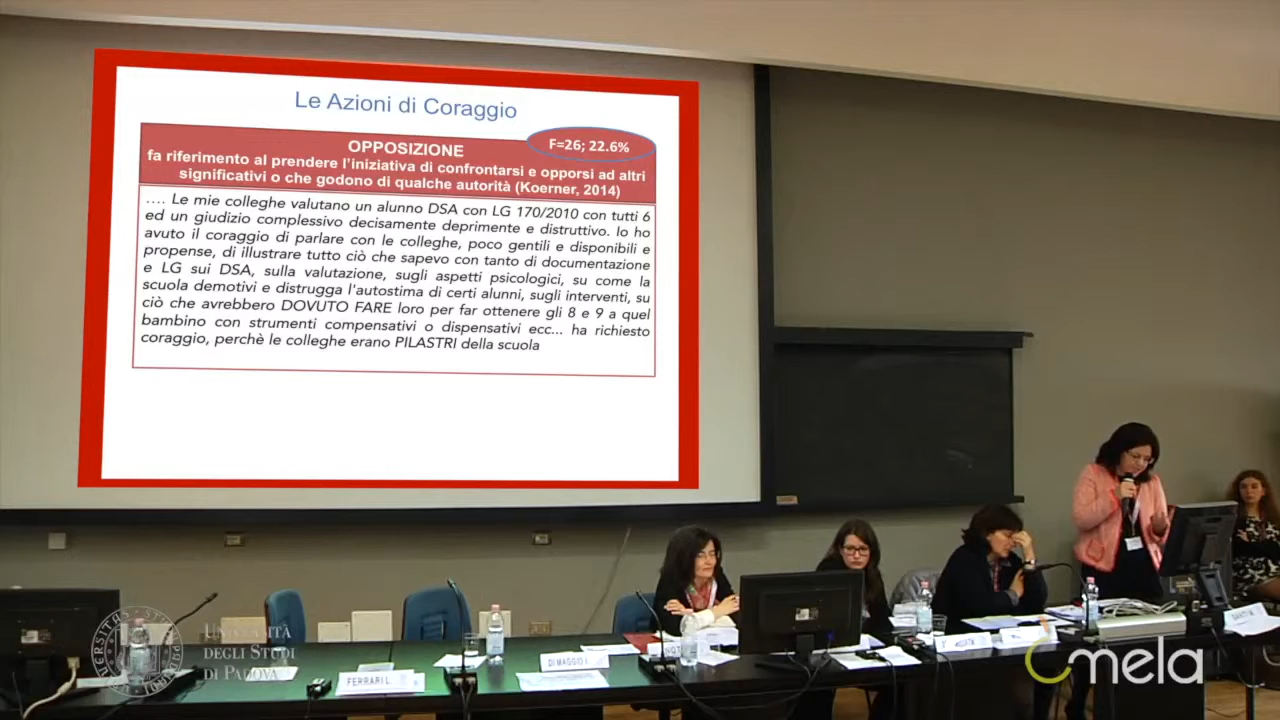 Le Azioni di Coraggio
OPPOSIZIONE
F=26; 22.6%
fa riferimento al prendere l'iniziativa di confrontarsi e opporsi ad altri
significativi o che godono di qualche autorità (Koerner, 2014)
…. Le mie colleghe valutano un alunno DSA con LG 170/2010 con tutti 6
ed un giudizio complessivo decisamente deprimente e distruttivo. Io ho
avuto il coraggio di parlare con le colleghe, poco gentili e disponibili e
propense, di illustrare tutto ciò che sapevo con tanto di documentazione
e LG sui DSA, sulla valutazione, sugli aspetti psicologici, su come la
scuola demotivi e distrugga l'autostima di certi alunni, sugli interventi, su
ciò che avrebbero DOVUTO FARE loro per far ottenere gli 8 e 9 a quel
bambino con strumenti compensativi o dispensativi ecc... ha richiesto
coraggio, perchè le colleghe erano PILASTRI della scuola
UNIVERSITÀ
DEGLI STUDI
DI PADOVA
FERRARI L.
DI MAGGIO I.
mela